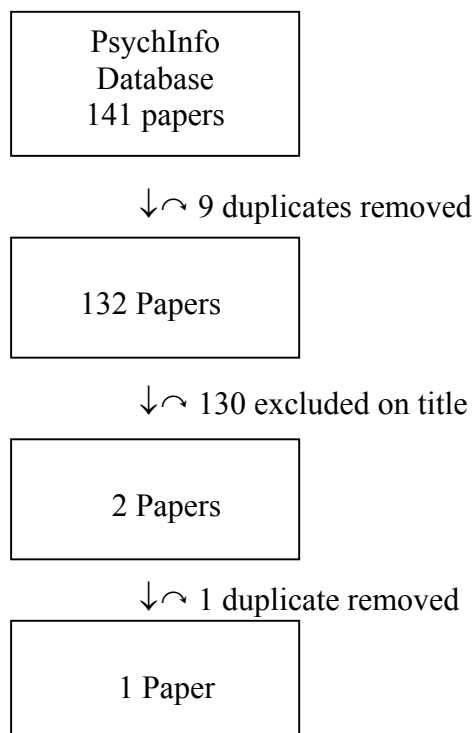 PsychInfo
Database
141 papers
↓↷ 9 duplicates removed
132 Papers
↓↷ 130 excluded on title
2 Papers
↓↷ 1 duplicate removed
1 Paper